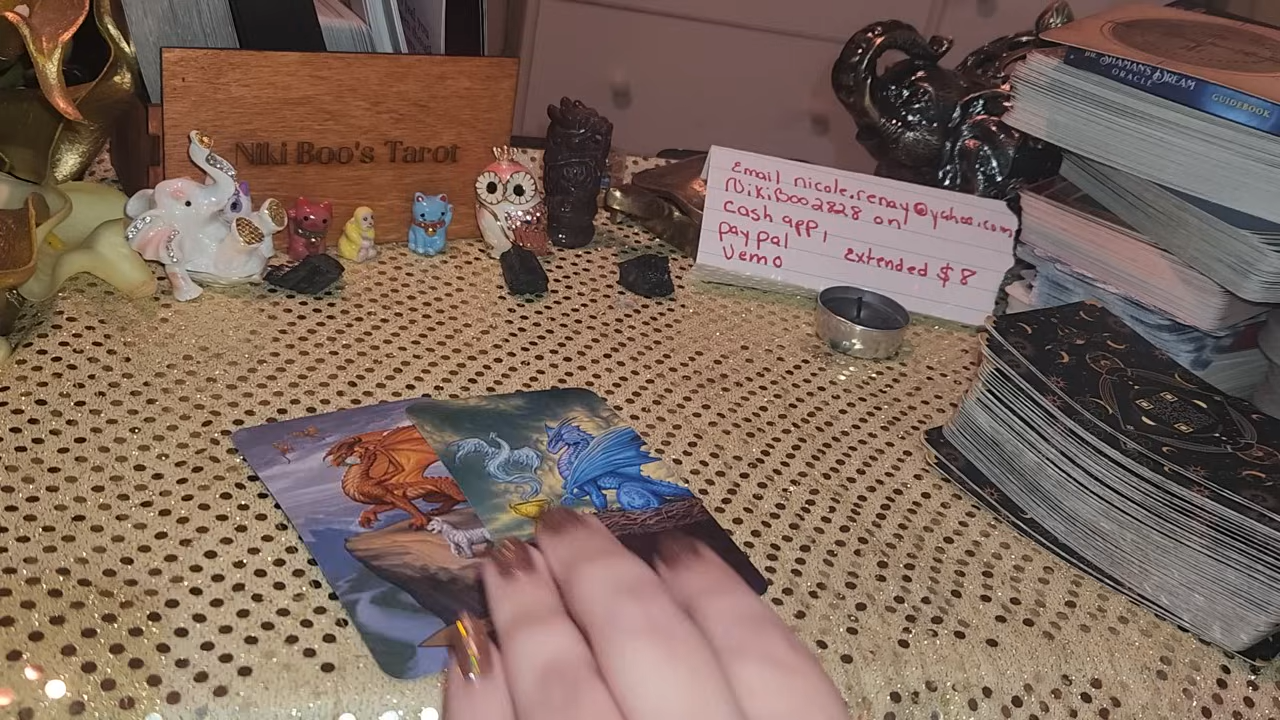 Niki Boo's Tarot
Email nicole.renay@yahoo.com
NikiBoo2828 on
cash app,
paypal
Vemo
Extended $8
THE SHAMAN'S DREAM
ORACLE
GUIDEBOOK